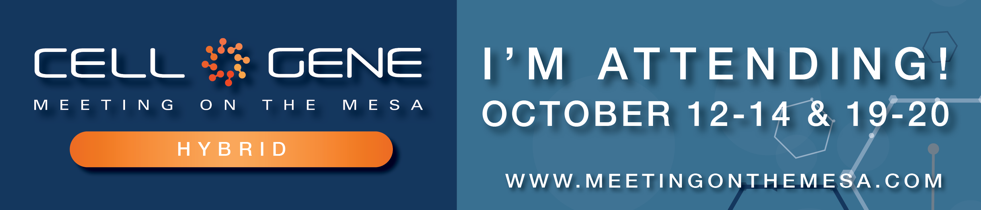 CELL GENE
MEETING ON THE MESA
HYBRID
I'M ATTENDING!
OCTOBER 12-14 & 19-20
WWW.MEETINGONTHEMESA.COM